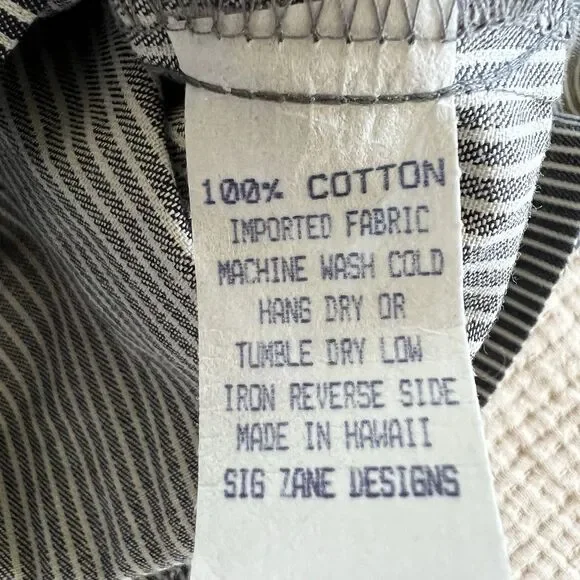 100% COTTON
IMPORTED FABRIC
MACHINE WASH COLD
HANG DRY OR
TUMBLE DRY LOW
IRON REVERSE SIDE
MADE IN HAWAII
SIG ZANE DESIGNS